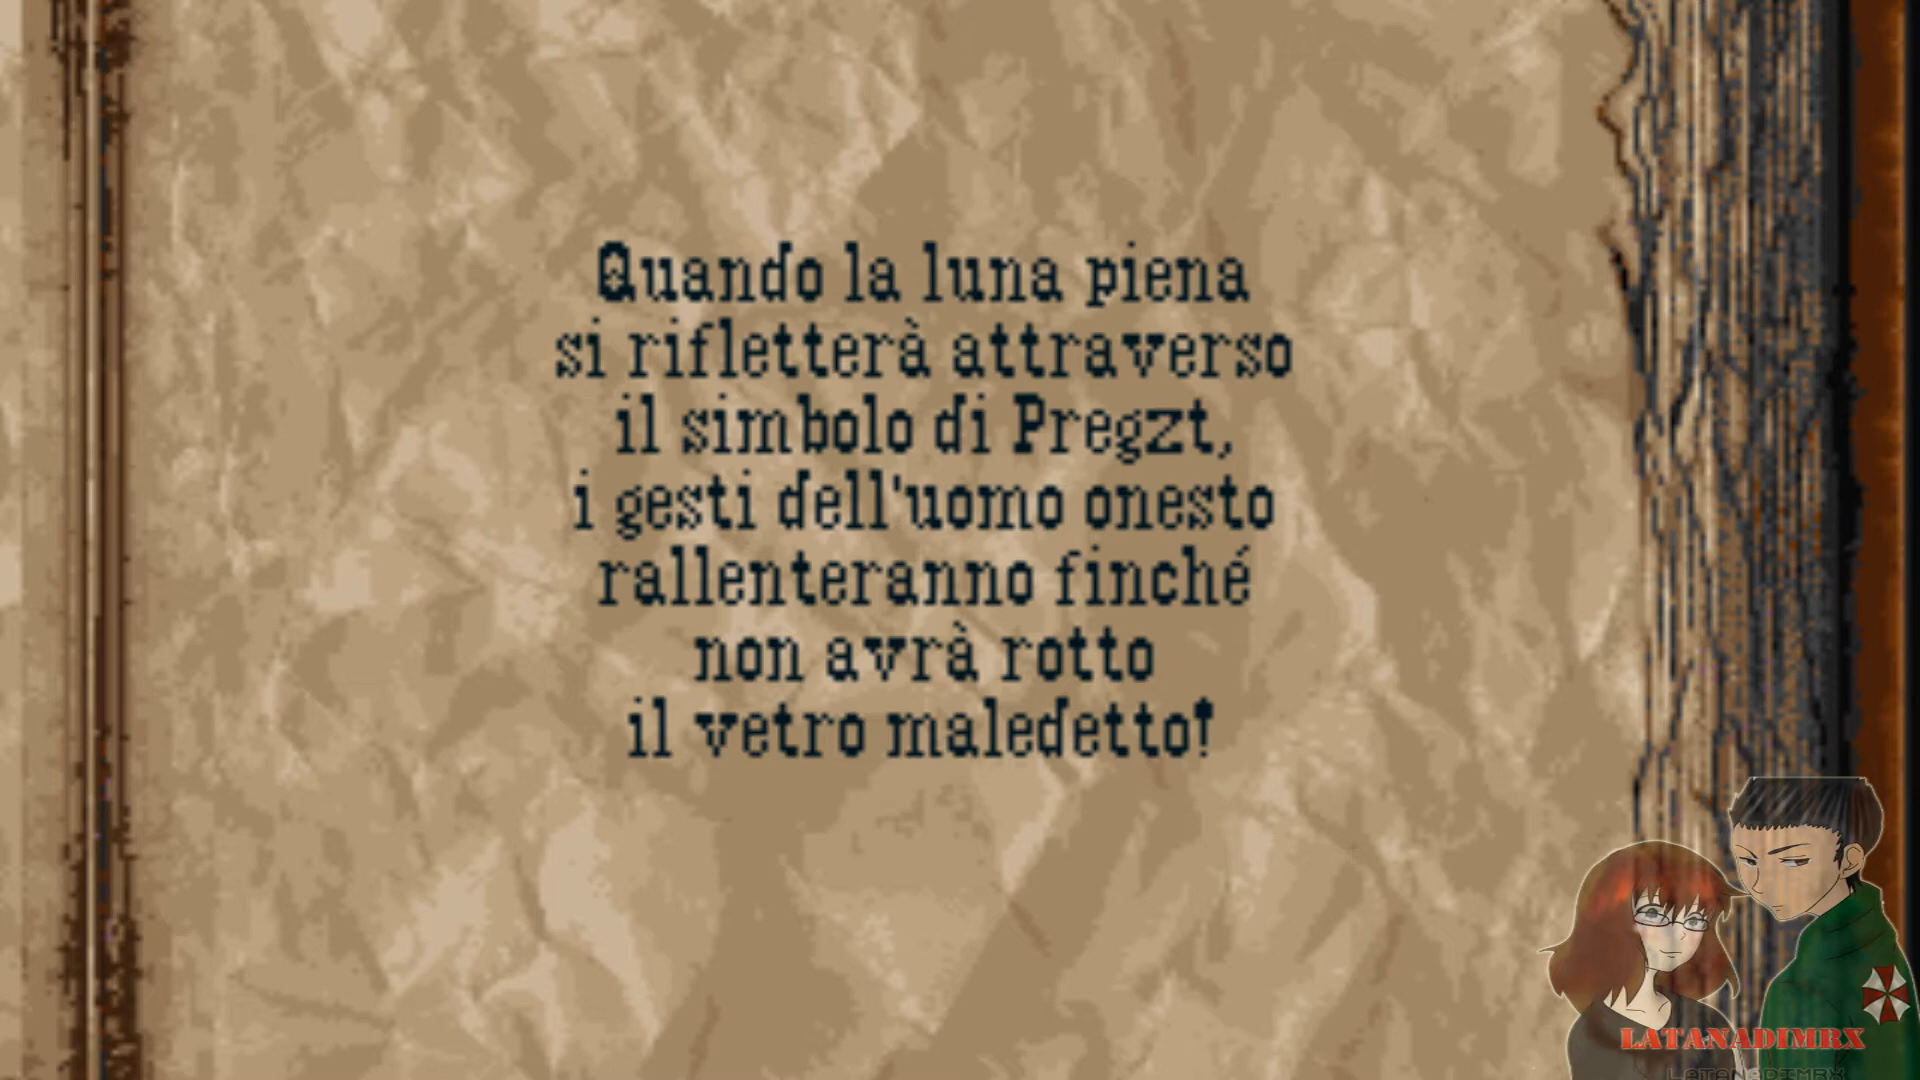 Quando la luna piena
si rifletterà attraverso
il simbolo di Pregzt,
i gesti dell'uomo onesto
rallenteranno finché
non avrà rotto
il vetro maledetto!
LATANADIMRX
LATANADIMRX